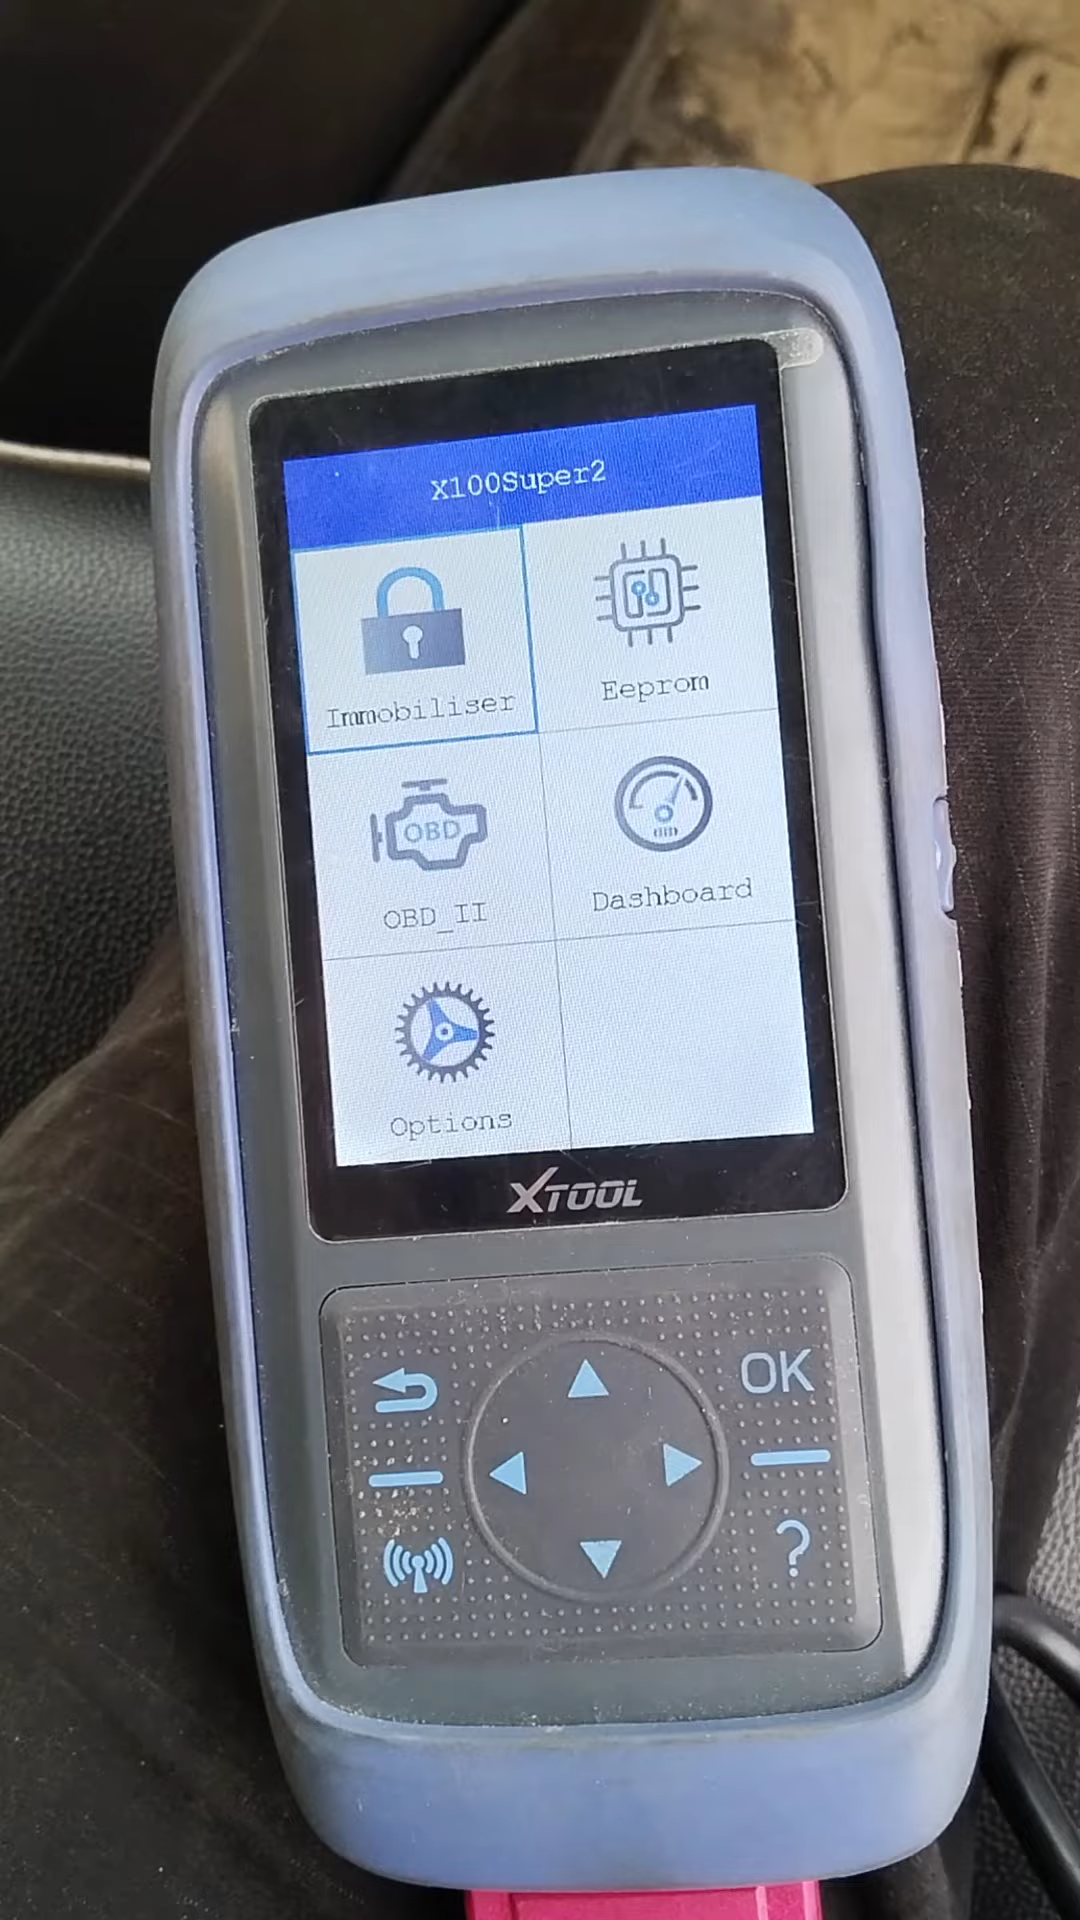 X100Super2
Immobiliser
Eeprom
OBD
OBD_II
Dashboard
Options
XTOOL
OK
?